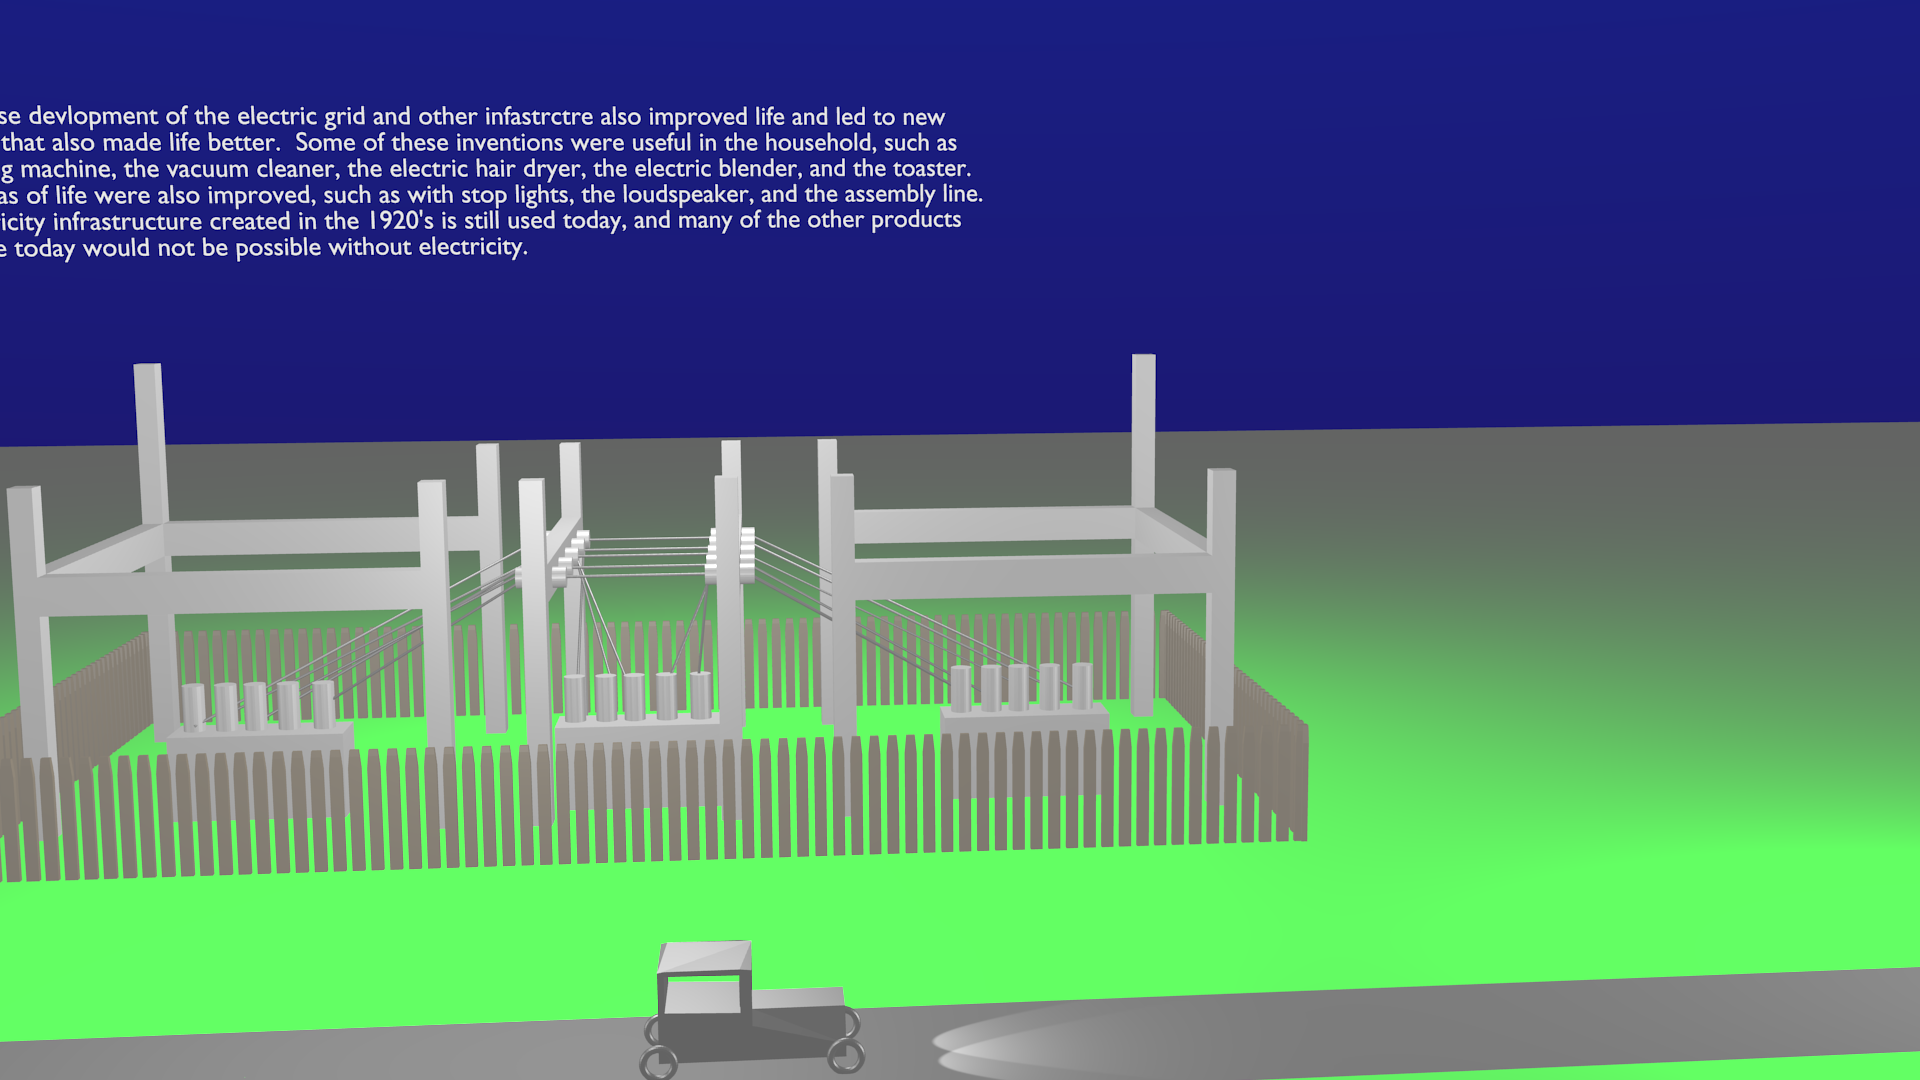 se devlopment of the electric grid and other infastrctre also improved life and led to new
that also made life better.  Some of these inventions were useful in the household, such as
g machine, the vacuum cleaner, the electric hair dryer, the electric blender, and the toaster.
as of life were also improved, such as with stop lights, the loudspeaker, and the assembly line.
icity infrastructure created in the 1920's is still used today, and many of the other products
e today would not be possible without electricity.